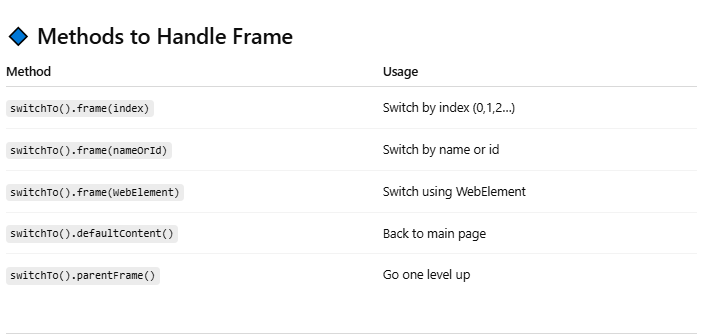 Methods to Handle Frame
Method Usage
switchTo().frame(index) Switch by index (0,1,2...)
switchTo().frame(nameOrId) Switch by name or id
switchTo().frame(WebElement) Switch using WebElement
switchTo().defaultContent() Back to main page
switchTo().parentFrame() Go one level up